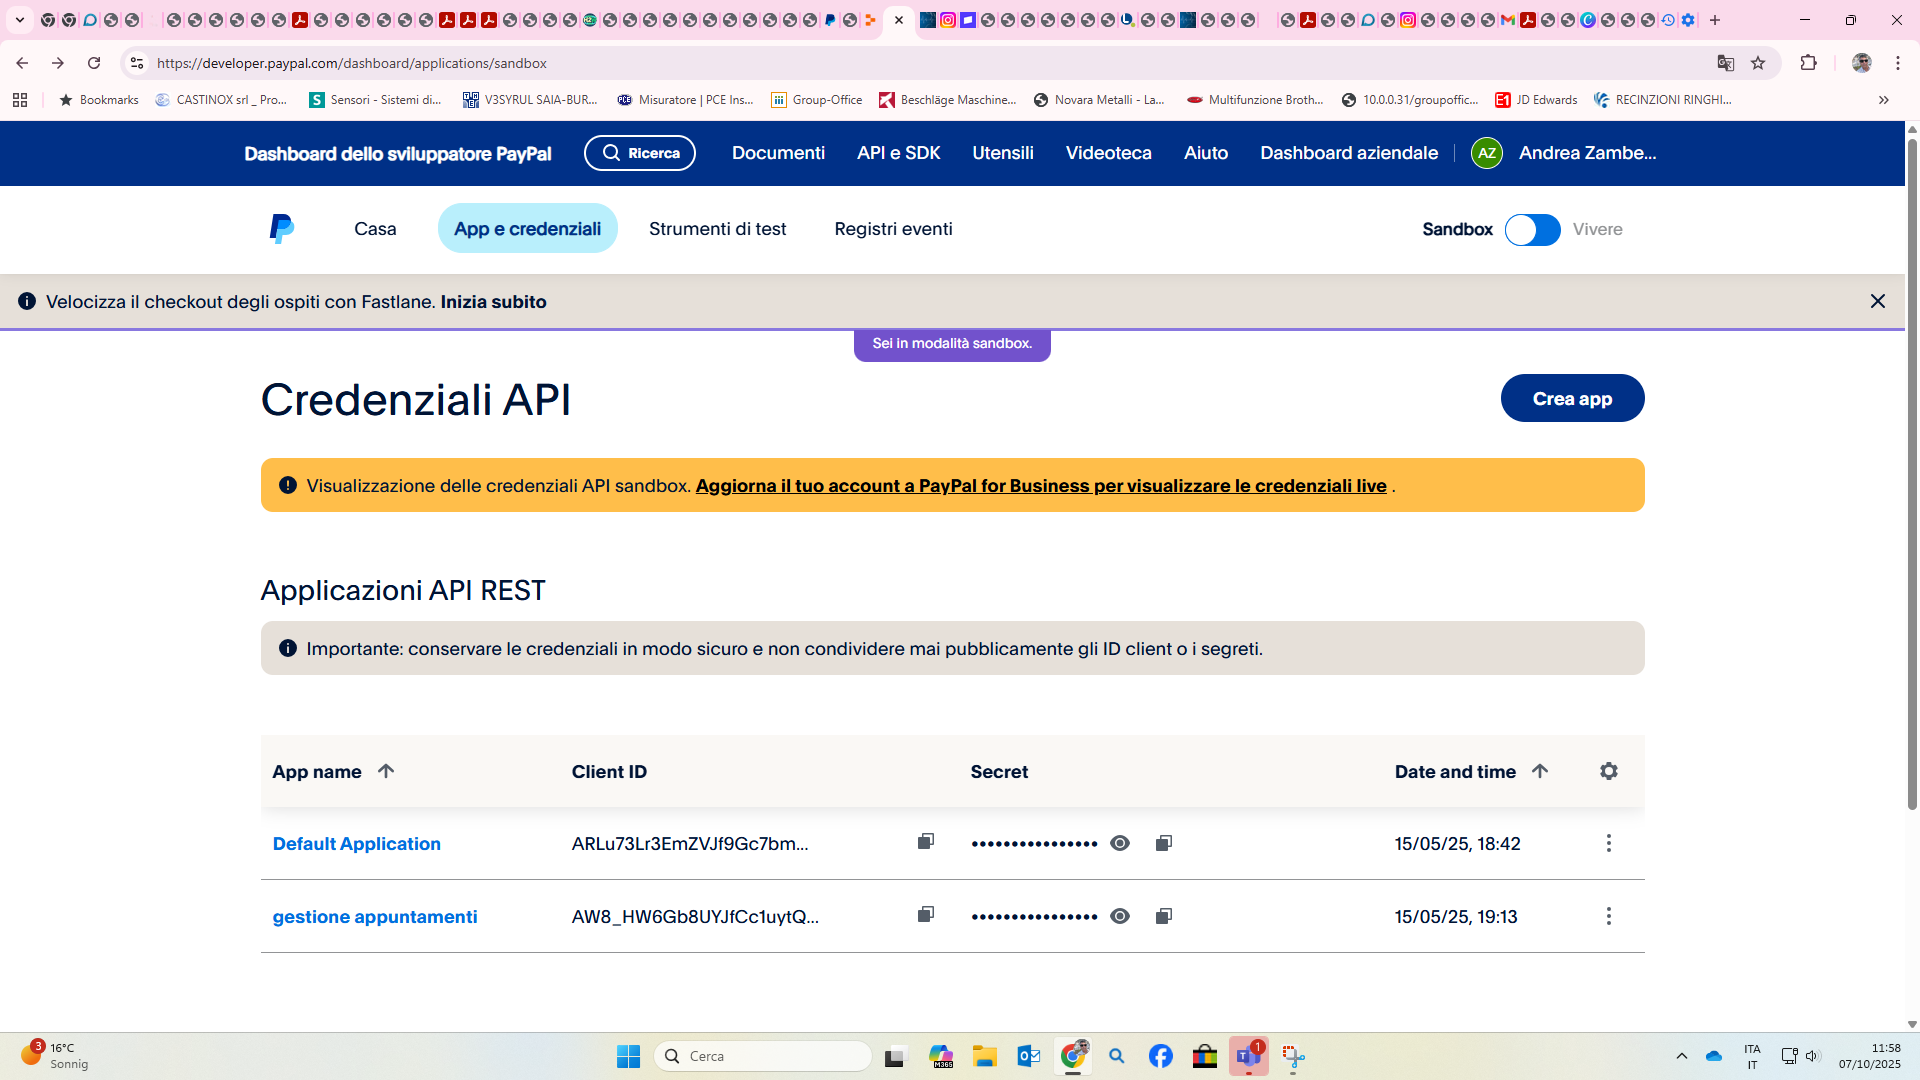 https://developer.paypal.com/dashboard/applications/sandbox
Bookmarks
CASTINOX srl _ Pro...
Sensori - Sistemi di...
V3SYRUL SAIA-BUR...
Misuratore | PCE Ins...
Group-Office
Beschläge Maschine...
Novara Metalli - La...
Multifunzione Broth...
10.0.0.31/groupoffic...
JD Edwards
RECINZIONI RINGHI...
Dashboard dello sviluppatore PayPal
Ricerca
Documenti
API e SDK
Utensili
Videoteca
Aiuto
Dashboard aziendale
AZ
Andrea Zambe...
Casa
App e credenziali
Strumenti di test
Registri eventi
Sandbox
Vivere
Velocizza il checkout degli ospiti con Fastlane. Inizia subito
Sei in modalità sandbox.
Credenziali API
Crea app
Visualizzazione delle credenziali API sandbox. Aggiorna il tuo account a PayPal for Business per visualizzare le credenziali live .
Applicazioni API REST
Importante: conservare le credenziali in modo sicuro e non condividere mai pubblicamente gli ID client o i segreti.
App name
Client ID
Secret
Date and time
Default Application
ARLu73Lr3EmZVJf9Gc7bm...
••••••••••••••••
15/05/25, 18:42
gestione appuntamenti
AW8_HW6Gb8UYJfCc1uytQ...
••••••••••••••••
15/05/25, 19:13
3
16°C
Sonnig
Cerca
M365
1
ITA
IT
11:58
07/10/2025